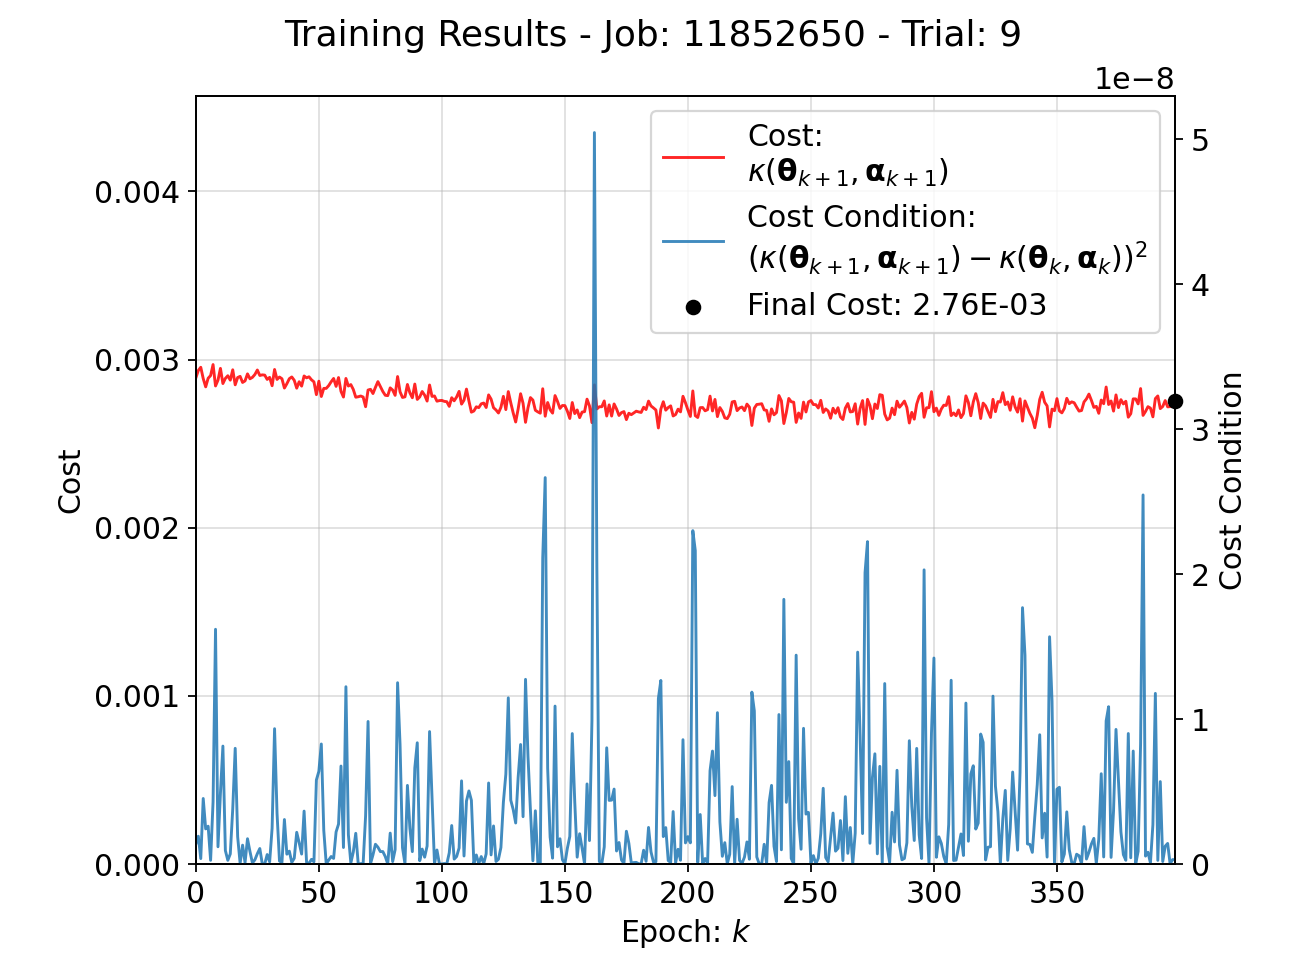 Training Results - Job: 11852650 - Trial: 9
1e−8
Cost:
κ(θₖ₊₁, αₖ₊₁)
Cost Condition:
(κ(θₖ₊₁, αₖ₊₁) − κ(θₖ, αₖ))²
Final Cost: 2.76E-03
0.004
0.003
0.002
0.001
0.000
Cost
5
4
3
2
1
0
Cost Condition
0 50 100 150 200 250 300 350
Epoch: k